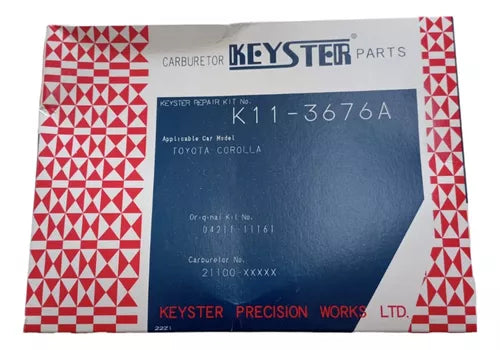 CARBURETOR KEYSTER® PARTS
KEYSTER REPAIR KIT No.
K11-3676A
Applicable Car Model
TOYOTA COROLLA
Original Kit No.
04211-11161
Carburetor No.
21100-XXXXX
KEYSTER PRECISION WORKS LTD.